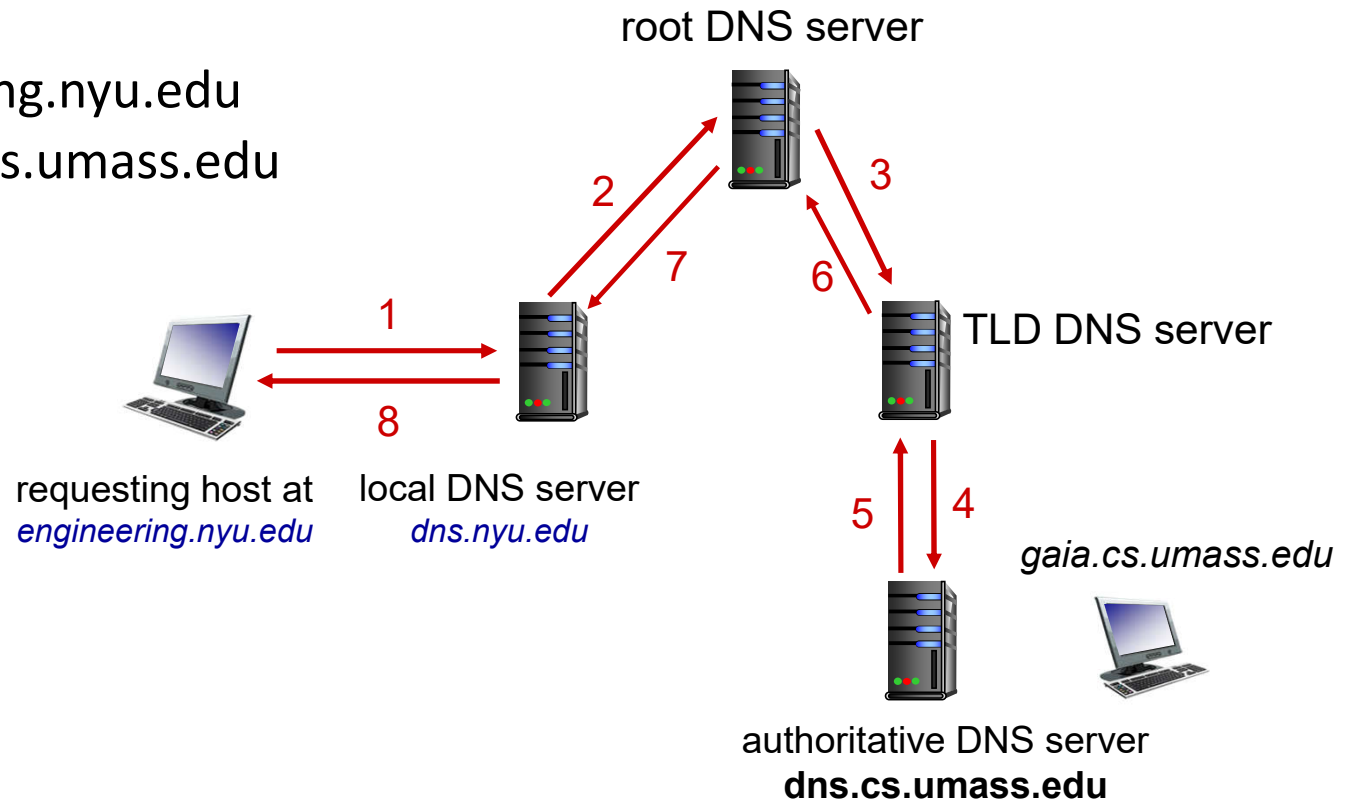 root DNS server
ng.nyu.edu
s.umass.edu
2
3
7
6
1
TLD DNS server
8
requesting host at
engineering.nyu.edu
local DNS server
dns.nyu.edu
5
4
gaia.cs.umass.edu
authoritative DNS server
dns.cs.umass.edu